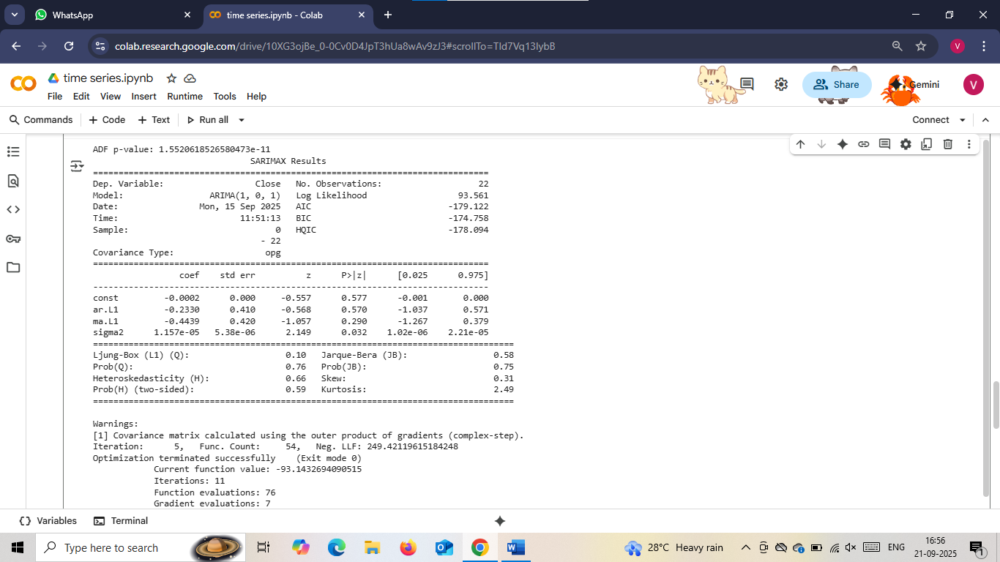 WhatsApp
time series.ipynb - Colab
colab.research.google.com/drive/10XG3ojBe_0-0Cv0D4JpT3hUa8wAv9zJ3#scrollTo=TId7Vq13IybB
V
time series.ipynb
File Edit View Insert Runtime Tools Help
Share
Gemini
V
Commands + Code + Text Run all
Connect
ADF p-value: 1.5520618526580473e-11
SARIMAX Results
==============================================================================
Dep. Variable: Close No. Observations: 22
Model: ARIMA(1, 0, 1) Log Likelihood 93.561
Date: Mon, 15 Sep 2025 AIC -179.122
Time: 11:51:13 BIC -174.758
Sample: 0 HQIC -178.094
- 22
Covariance Type: opg
==============================================================================
coef std err z P>|z| [0.025 0.975]
------------------------------------------------------------------------------
const -0.0002 0.000 -0.557 0.577 -0.001 0.000
ar.L1 -0.2330 0.410 -0.568 0.570 -1.037 0.571
ma.L1 -0.4439 0.420 -1.057 0.290 -1.267 0.379
sigma2 1.157e-05 5.38e-06 2.149 0.032 1.02e-06 2.21e-05
===================================================================================
Ljung-Box (L1) (Q): 0.10 Jarque-Bera (JB): 0.58
Prob(Q): 0.76 Prob(JB): 0.75
Heteroskedasticity (H): 0.66 Skew: 0.31
Prob(H) (two-sided): 0.59 Kurtosis: 2.49
===================================================================================
Warnings:
[1] Covariance matrix calculated using the outer product of gradients (complex-step).
Iteration: 5, Func. Count: 54, Neg. LLF: 249.42119615184248
Optimization terminated successfully (Exit mode 0)
Current function value: -93.1432694090515
Iterations: 11
Function evaluations: 76
Gradient evaluations: 7
Variables Terminal
Type here to search
28°C Heavy rain
ENG
16:56
21-09-2025
1